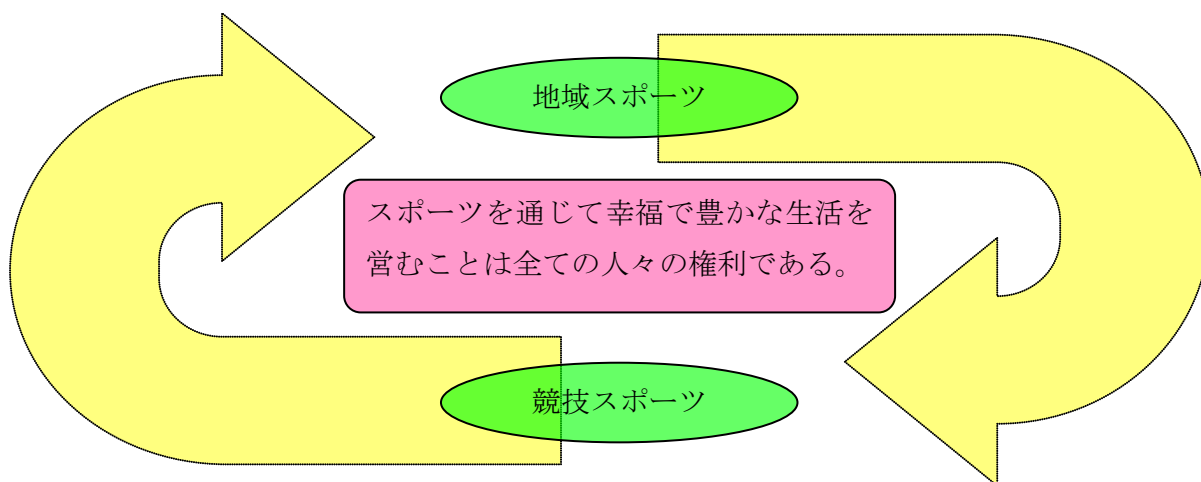 地域スポーツ
スポーツを通じて幸福で豊かな生活を
営むことは全ての人々の権利である。
競技スポーツ